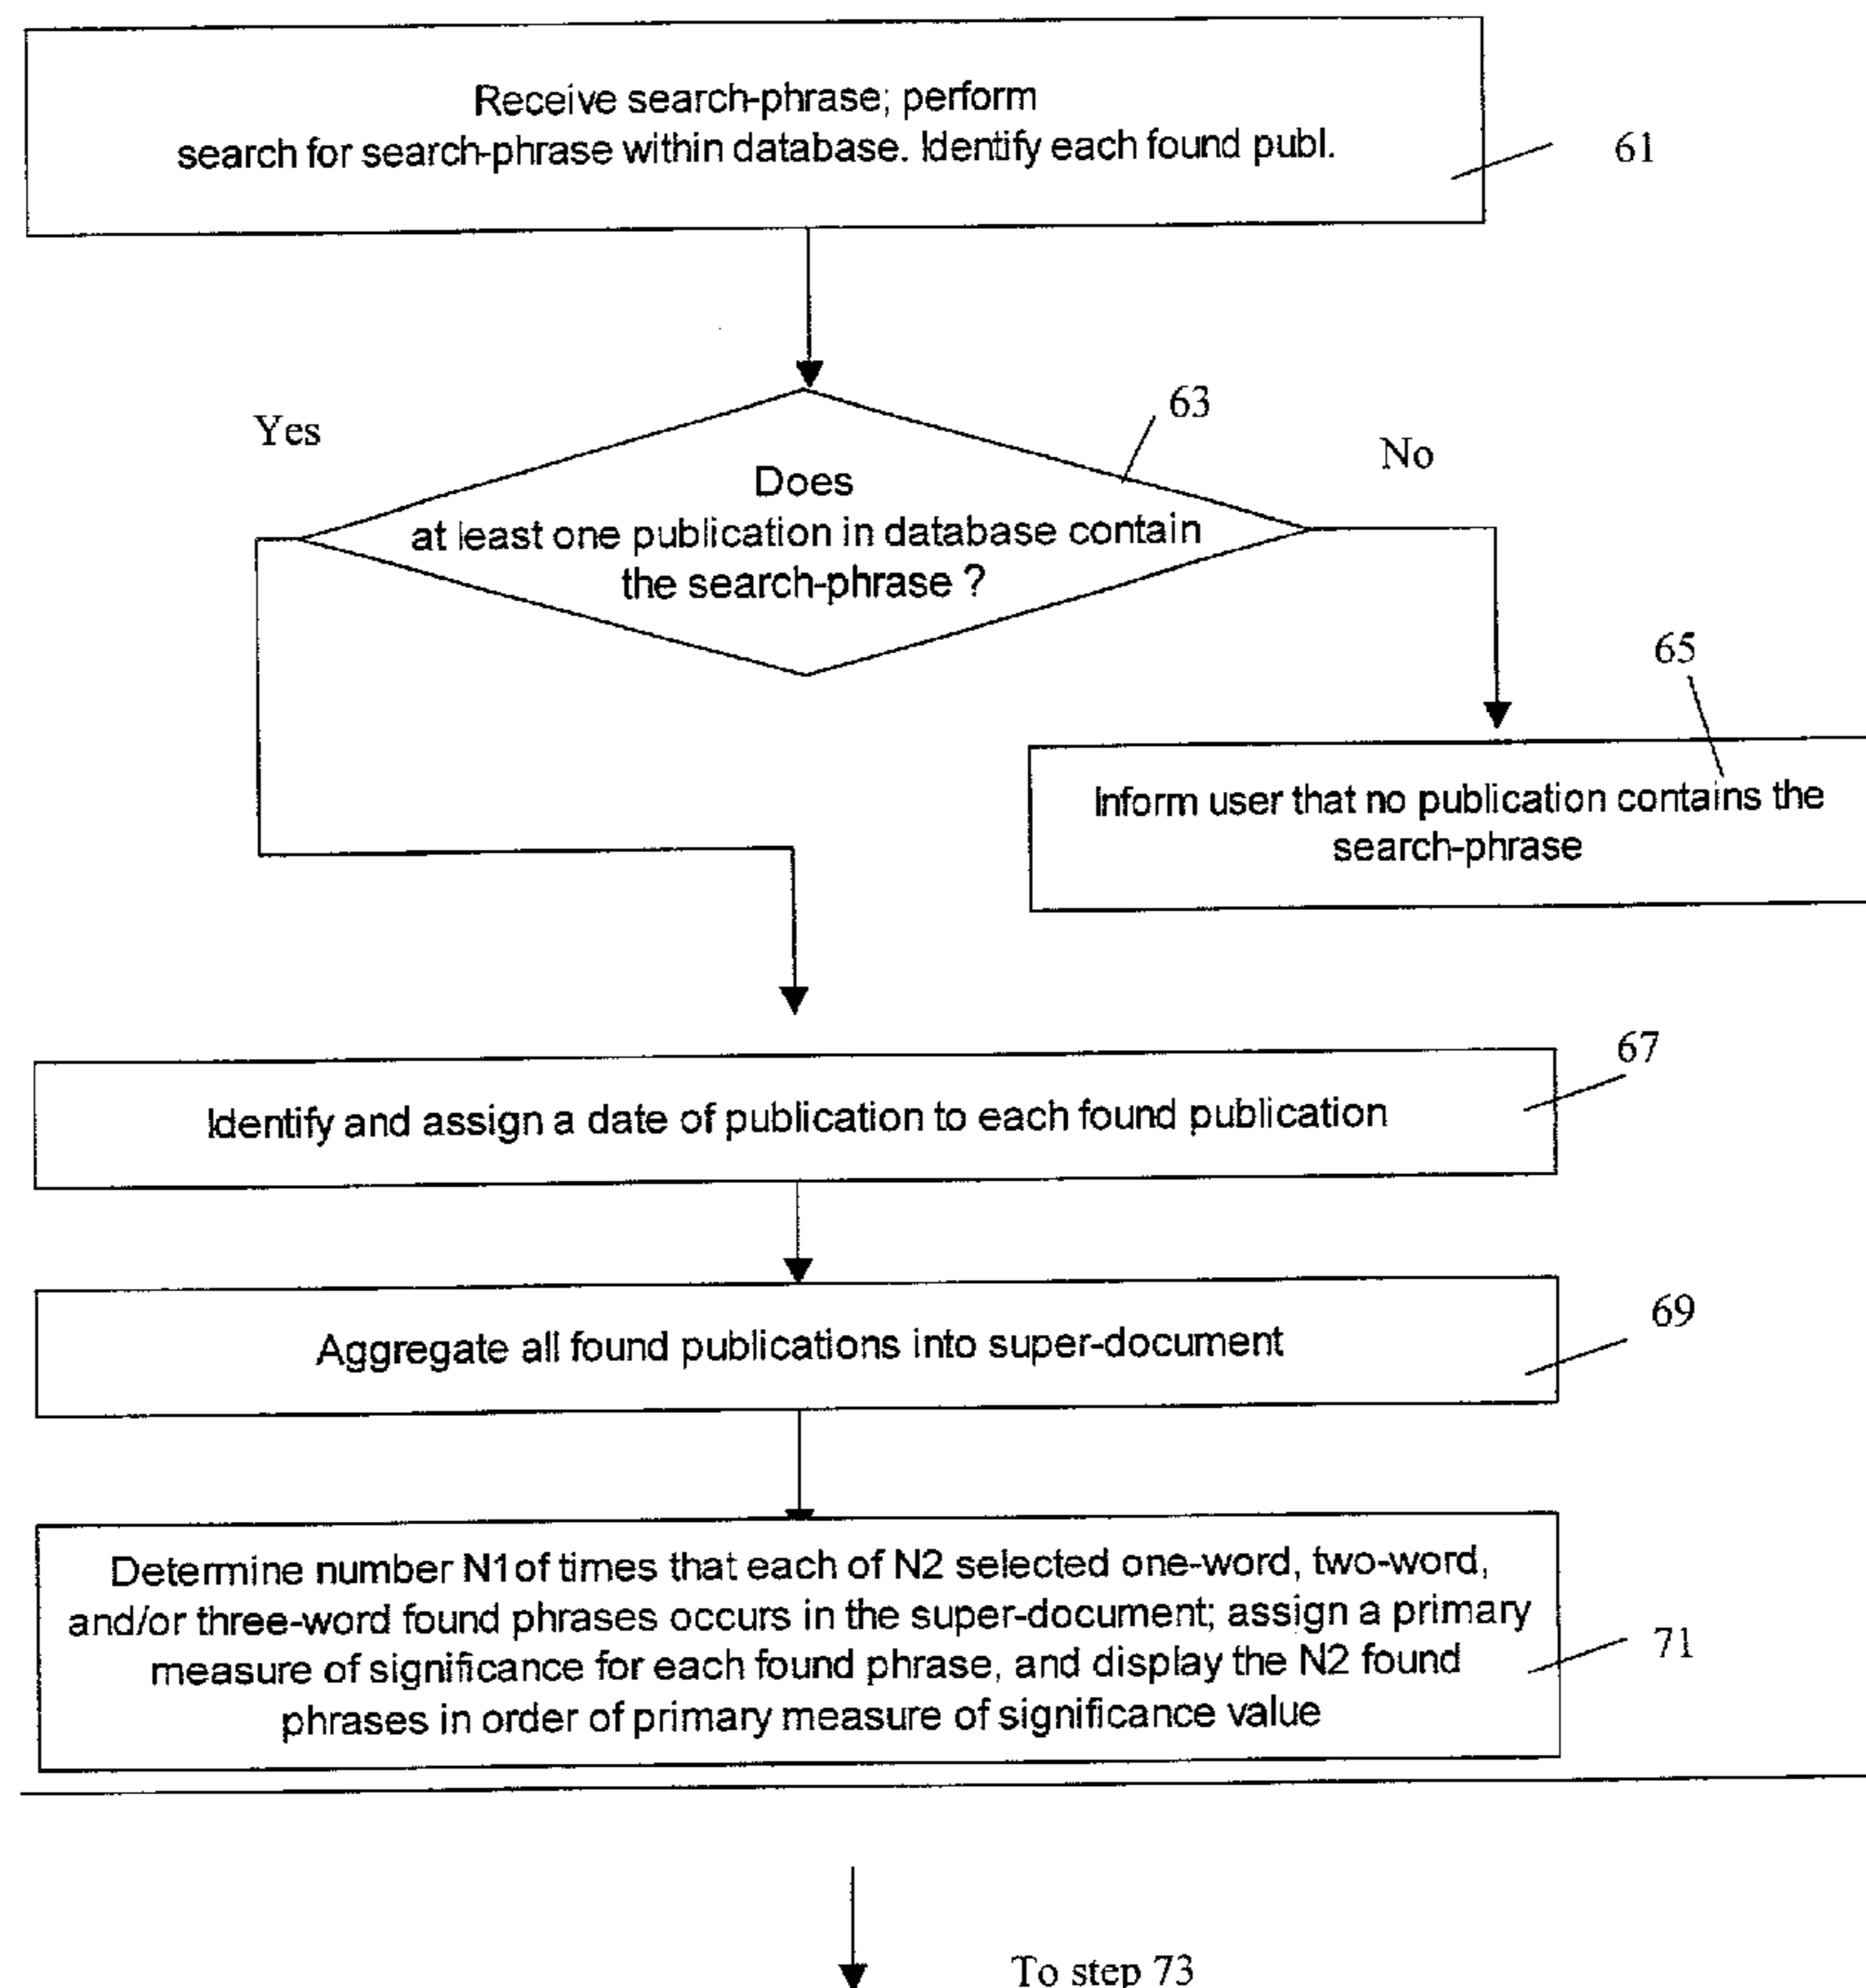 Receive search-phrase; perform
search for search-phrase within database. Identify each found publ.
61
63
Yes
No
Does
at least one publication in database contain
the search-phrase ?
65
Inform user that no publication contains the
search-phrase
67
Identify and assign a date of publication to each found publication
69
Aggregate all found publications into super-document
Determine number N1 of times that each of N2 selected one-word, two-word,
and/or three-word found phrases occurs in the super-document; assign a primary
measure of significance for each found phrase, and display the N2 found
phrases in order of primary measure of significance value
71
To step 73